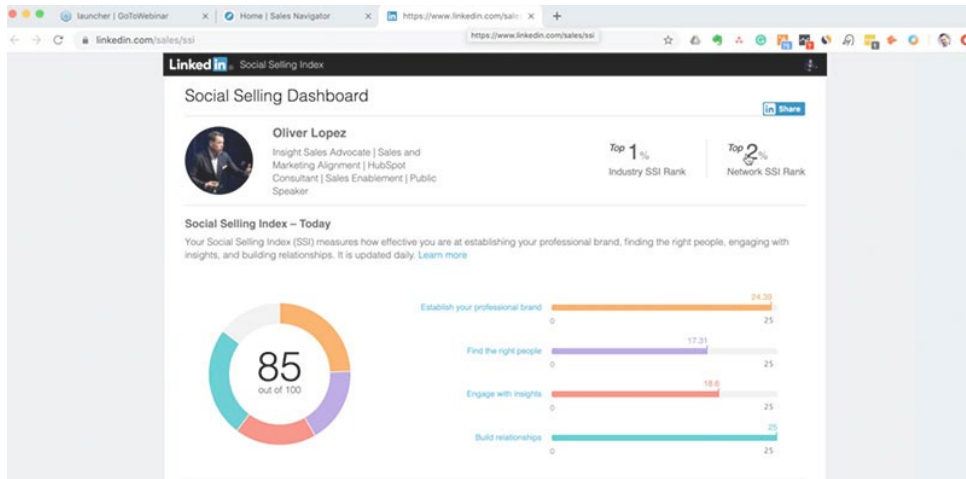 launcher | GoToWebinar
Home | Sales Navigator
https://www.linkedin.com/sale
linkedin.com/sales/ssi
https://www.linkedin.com/sales/ssi
Linked in® Social Selling Index
Social Selling Dashboard
in Share
Oliver Lopez
Insight Sales Advocate | Sales and
Marketing Alignment | HubSpot
Consultant | Sales Enablement | Public
Speaker
Top 1%
Industry SSI Rank
Top 2%
Network SSI Rank
Social Selling Index – Today
Your Social Selling Index (SSI) measures how effective you are at establishing your professional brand, finding the right people, engaging with
insights, and building relationships. It is updated daily. Learn more
85
out of 100
Establish your professional brand
24.39
0 25
Find the right people
17.31
0 25
Engage with insights
18.6
0 25
Build relationships
25
0 25